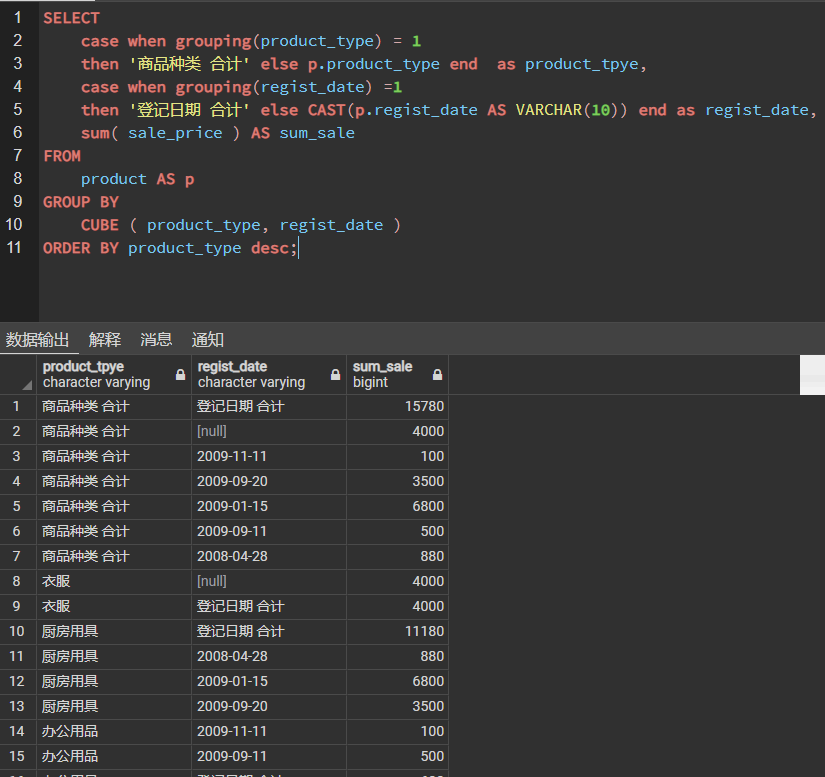 1 SELECT
2 case when grouping(product_type) = 1
3 then '商品种类 合计' else p.product_type end as product_tpye,
4 case when grouping(regist_date) =1
5 then '登记日期 合计' else CAST(p.regist_date AS VARCHAR(10)) end as regist_date,
6 sum( sale_price ) AS sum_sale
7 FROM
8 product AS p
9 GROUP BY
10 CUBE ( product_type, regist_date )
11 ORDER BY product_type desc;
数据输出 解释 消息 通知
product_tpye regist_date sum_sale
character varying character varying bigint
1 商品种类 合计 登记日期 合计 15780
2 商品种类 合计 [null] 4000
3 商品种类 合计 2009-11-11 100
4 商品种类 合计 2009-09-20 3500
5 商品种类 合计 2009-01-15 6800
6 商品种类 合计 2009-09-11 500
7 商品种类 合计 2008-04-28 880
8 衣服 [null] 4000
9 衣服 登记日期 合计 4000
10 厨房用具 登记日期 合计 11180
11 厨房用具 2008-04-28 880
12 厨房用具 2009-01-15 6800
13 厨房用具 2009-09-20 3500
14 办公用品 2009-11-11 100
15 办公用品 2009-09-11 500